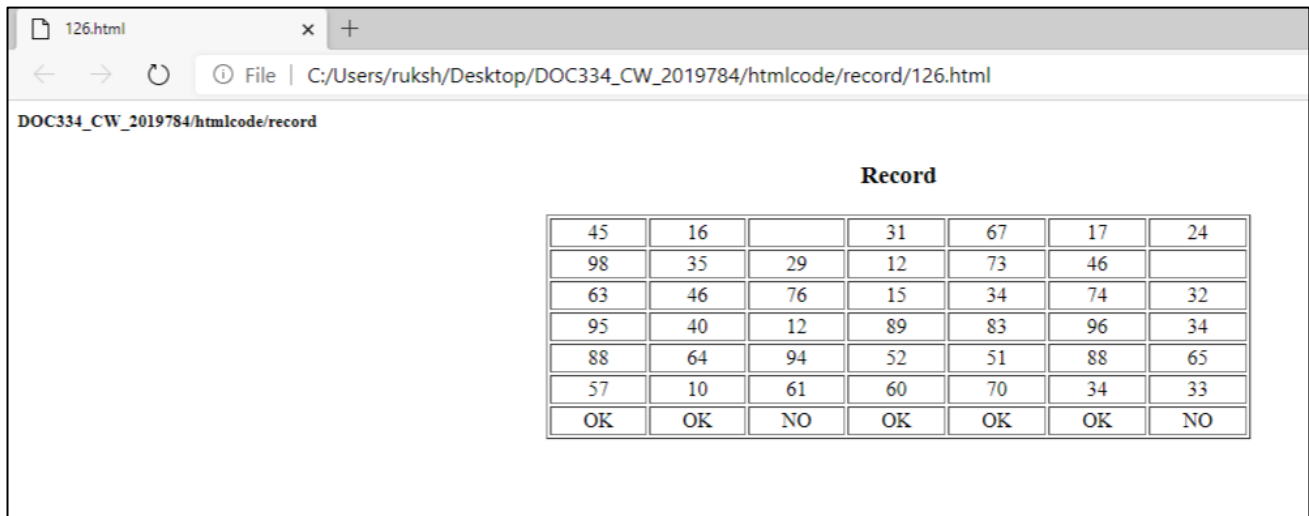 126.html
File | C:/Users/ruksh/Desktop/DOC334_CW_2019784/htmlcode/record/126.html
DOC334_CW_2019784/htmlcode/record
Record
45 16 31 67 17 24
98 35 29 12 73 46
63 46 76 15 34 74 32
95 40 12 89 83 96 34
88 64 94 52 51 88 65
57 10 61 60 70 34 33
OK OK NO OK OK OK NO